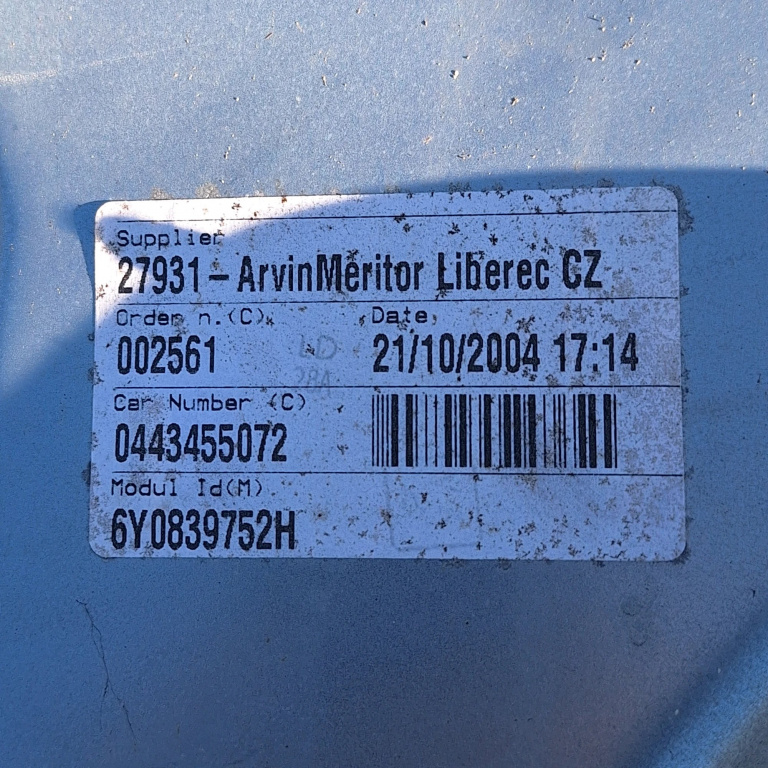 Supplier
27931-ArvinMeritor Liberec CZ
Order n.(C) Date
002561 21/10/2004 17:14
Car Number (C)
0443455072
Modul Id(M)
6Y0839752H